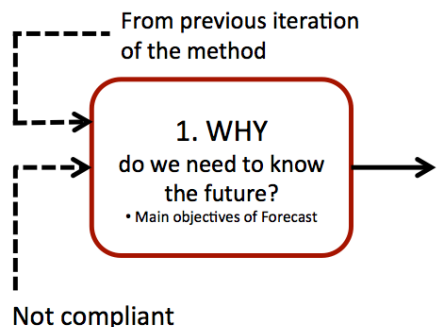 From previous iteration
of the method
1. WHY
do we need to know
the future?
• Main objectives of Forecast
Not compliant